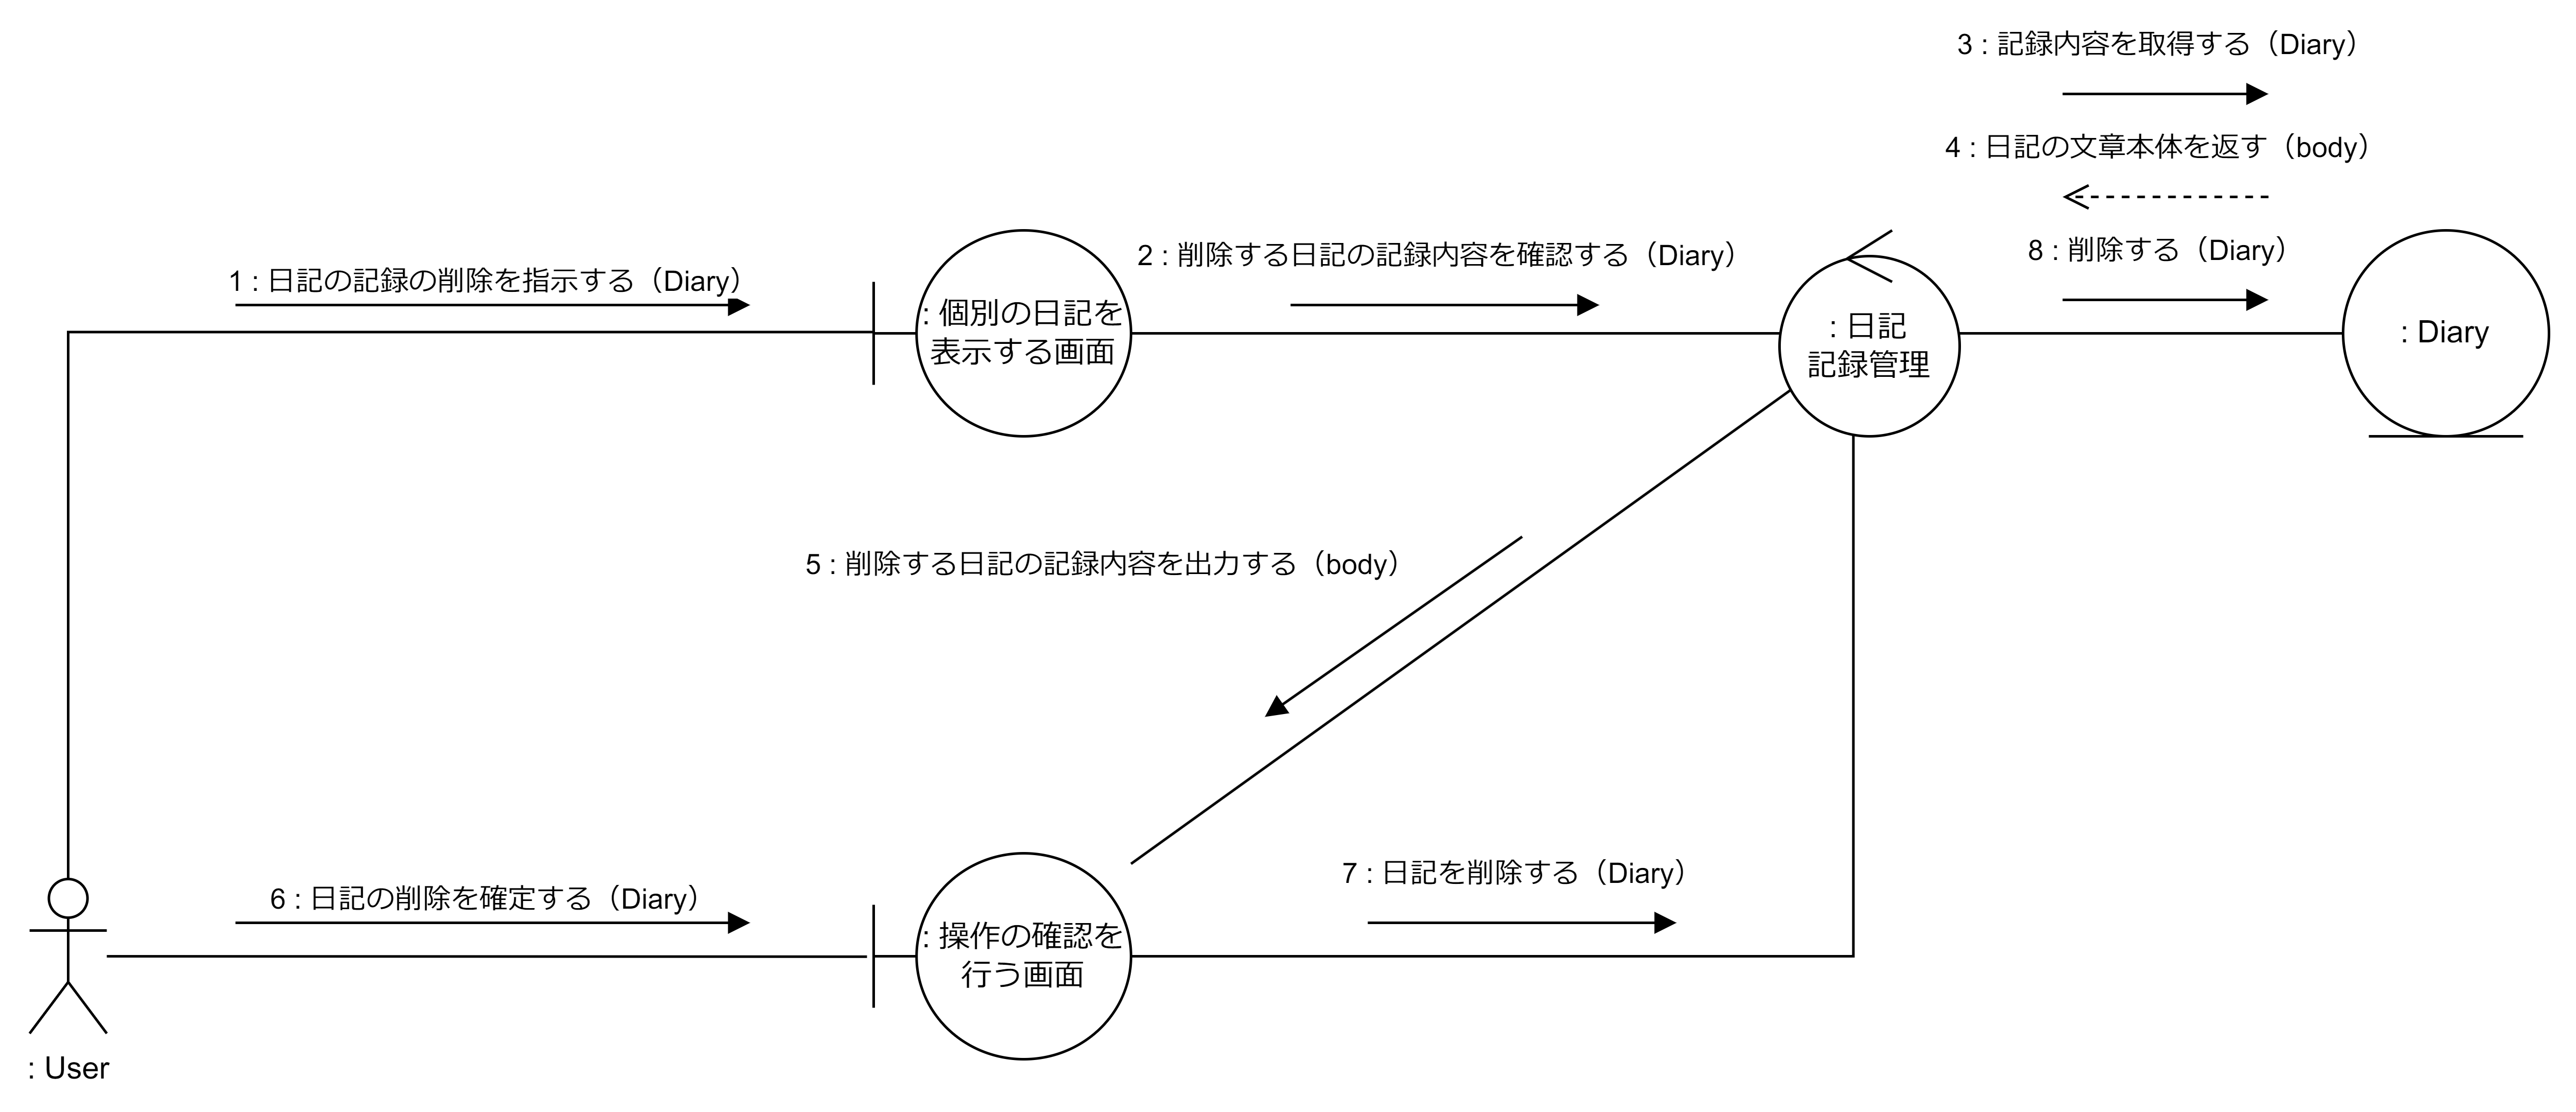 3 : 記録内容を取得する（Diary）
4 : 日記の文章本体を返す（body）
8 : 削除する（Diary）
1 : 日記の記録の削除を指示する（Diary）
2 : 削除する日記の記録内容を確認する（Diary）
: 個別の日記を
表示する画面
: 日記
記録管理
: Diary
5 : 削除する日記の記録内容を出力する（body）
6 : 日記の削除を確定する（Diary）
7 : 日記を削除する（Diary）
: 操作の確認を
行う画面
: User